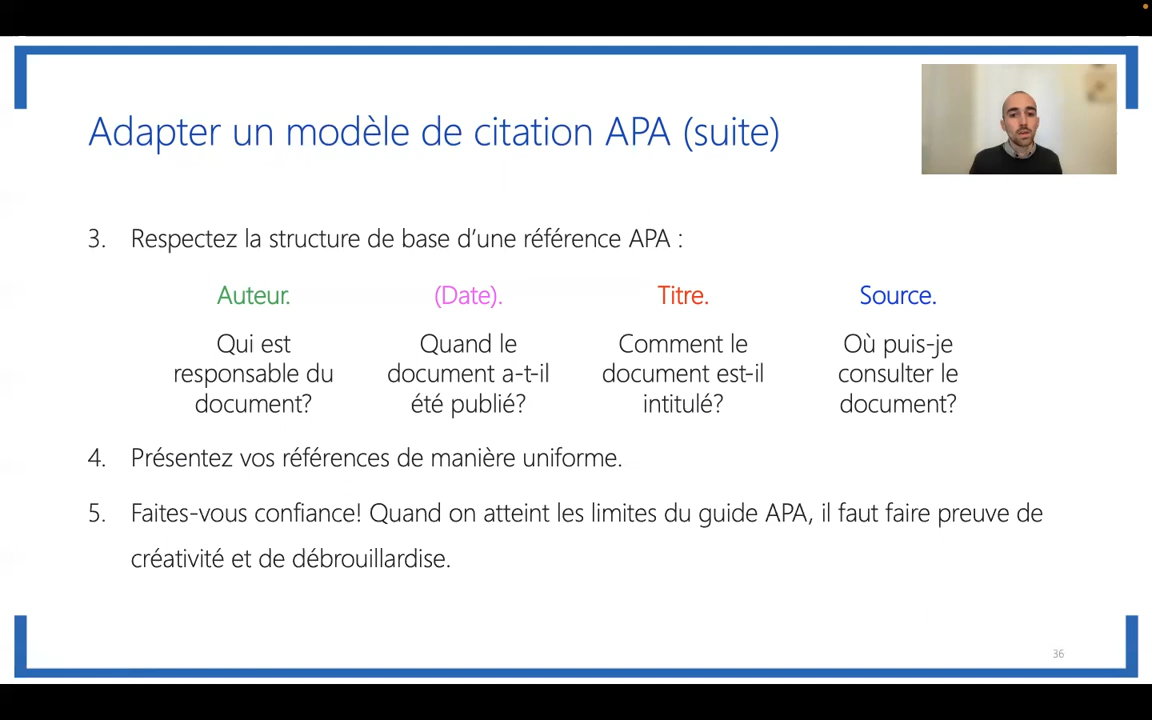 Adapter un modèle de citation APA (suite)
3. Respectez la structure de base d’une référence APA :
Auteur. (Date). Titre. Source.
Qui est Quand le Comment le Où puis-je
responsable du document a-t-il document est-il consulter le
document? été publié? intitulé? document?
4. Présentez vos références de manière uniforme.
5. Faites-vous confiance! Quand on atteint les limites du guide APA, il faut faire preuve de
créativité et de débrouillardise.
36